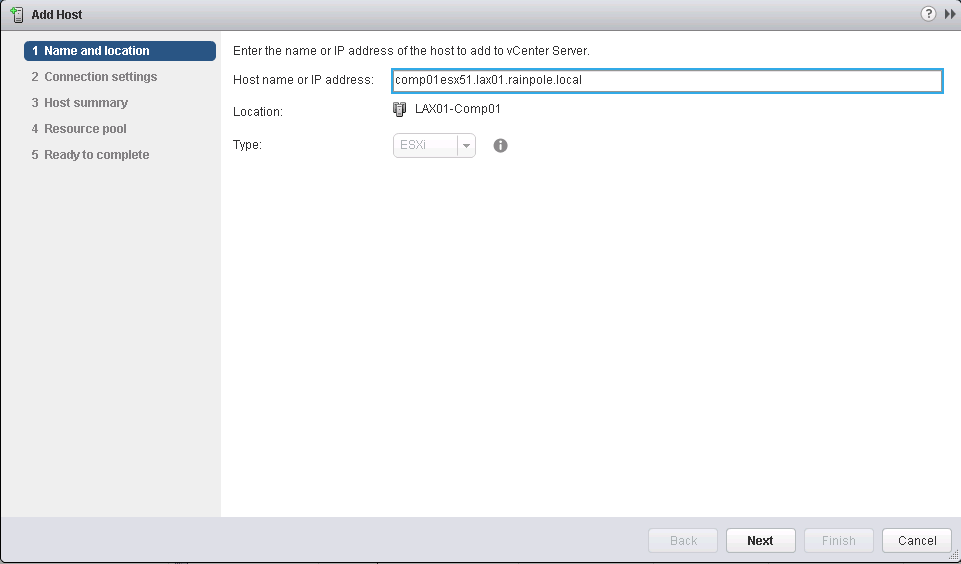 Add Host
1 Name and location
2 Connection settings
3 Host summary
4 Resource pool
5 Ready to complete
Enter the name or IP address of the host to add to vCenter Server.
Host name or IP address: comp01esx51.lax01.rainpole.local
Location: LAX01-Comp01
Type: ESXi
Back Next Finish Cancel